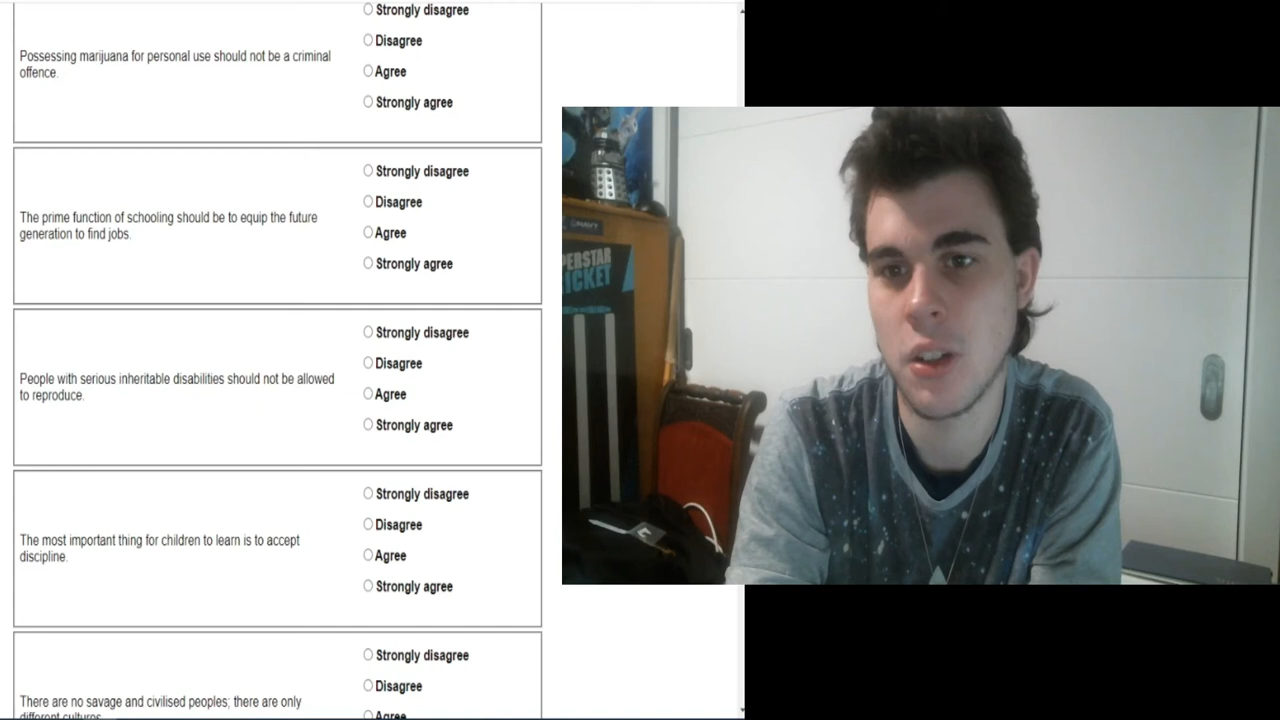 Strongly disagree
Disagree
Possessing marijuana for personal use should not be a criminal
offence.
Agree
Strongly agree
Strongly disagree
Disagree
The prime function of schooling should be to equip the future
generation to find jobs.
Agree
Strongly agree
Strongly disagree
Disagree
People with serious inheritable disabilities should not be allowed
to reproduce.
Agree
Strongly agree
Strongly disagree
Disagree
The most important thing for children to learn is to accept
discipline.
Agree
Strongly agree
Strongly disagree
Disagree
There are no savage and civilised peoples; there are only
different cultures.
Agree
NAVY
PERSTAR
ICKET